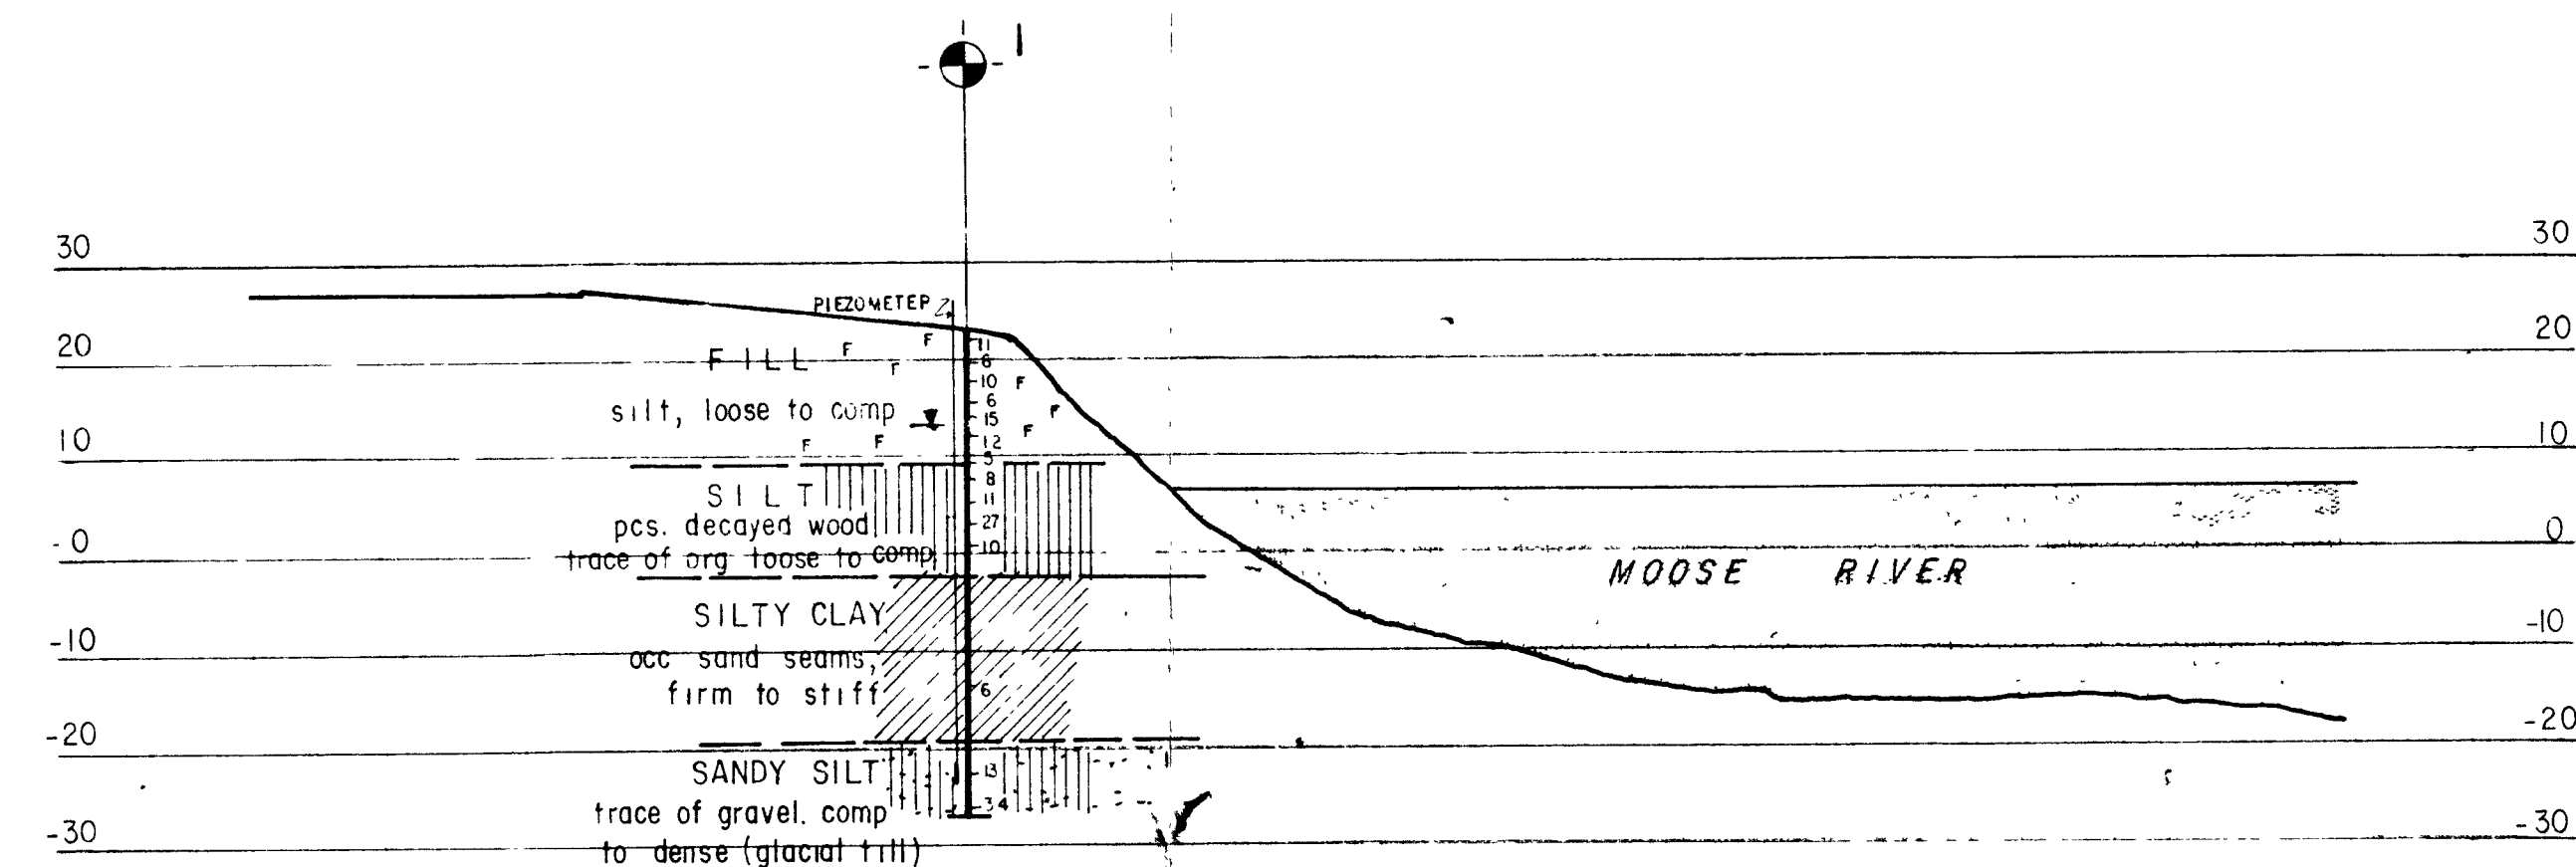 1
30 30
PIEZOMETER 2
20 F I L L F F F 11 20
6
10 F
6 F
silt, loose to comp 15
F F 12 F
10 5 10
S I L T 8
11
pcs. decayed wood 27
trace of org loose to comp 10
- 0 0
MOOSE RIVER
SILTY CLAY
-10 -10
occ sand seams,
firm to stiff 6
-20 -20
SANDY SILT 13
trace of gravel. comp 34
-30 -30
to dense (glacial till)